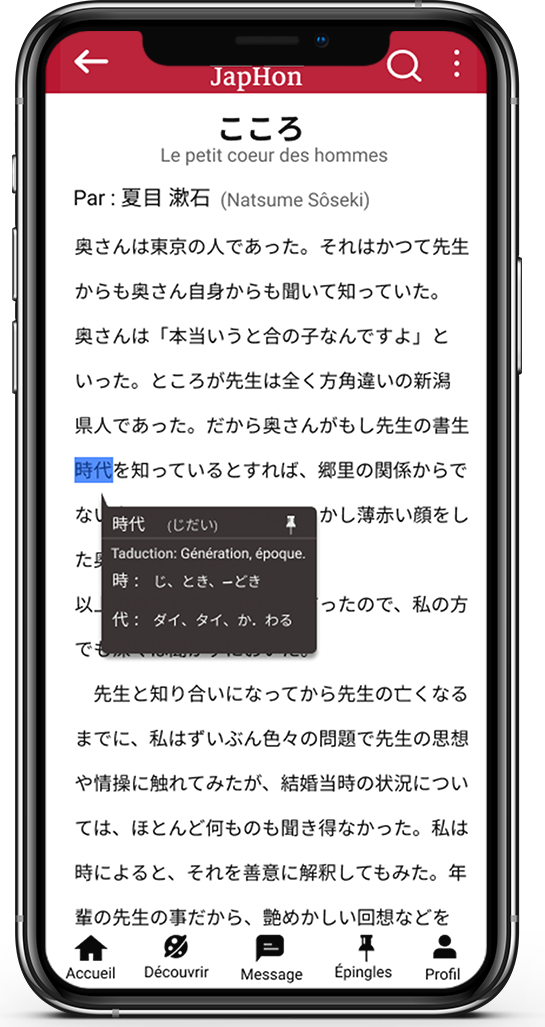 JapHon
こころ
Le petit coeur des hommes
Par : 夏目 漱石 (Natsume Sôseki)
奥さんは東京の人であった。それはかつて先生
からも奥さん自身からも聞いて知っていた。
奥さんは「本当いうと合の子なんですよ」と
いった。ところが先生は全く方角違いの新潟
県人であった。だから奥さんがもし先生の書生
時代を知っているとすれば、郷里の関係からで
ない
かし薄赤い顔をし
時代 (じだい)
Taduction: Génération, époque.
時： じ、とき、–どき
代： ダイ、タイ、か．わる
た奥
以上
ったので、私の方
でも深くは聞かずにおいた。
先生と知り合いになってから先生の亡くなる
までに、私はずいぶん色々の問題で先生の思想
や情操に触れてみたが、結婚当時の状況につい
ては、ほとんど何ものも聞き得なかった。私は
時によると、それを善意に解釈してもみた。年
輩の先生の事だから、艶めかしい回想などを
Accueil
Découvrir
Message
Épingles
Profil